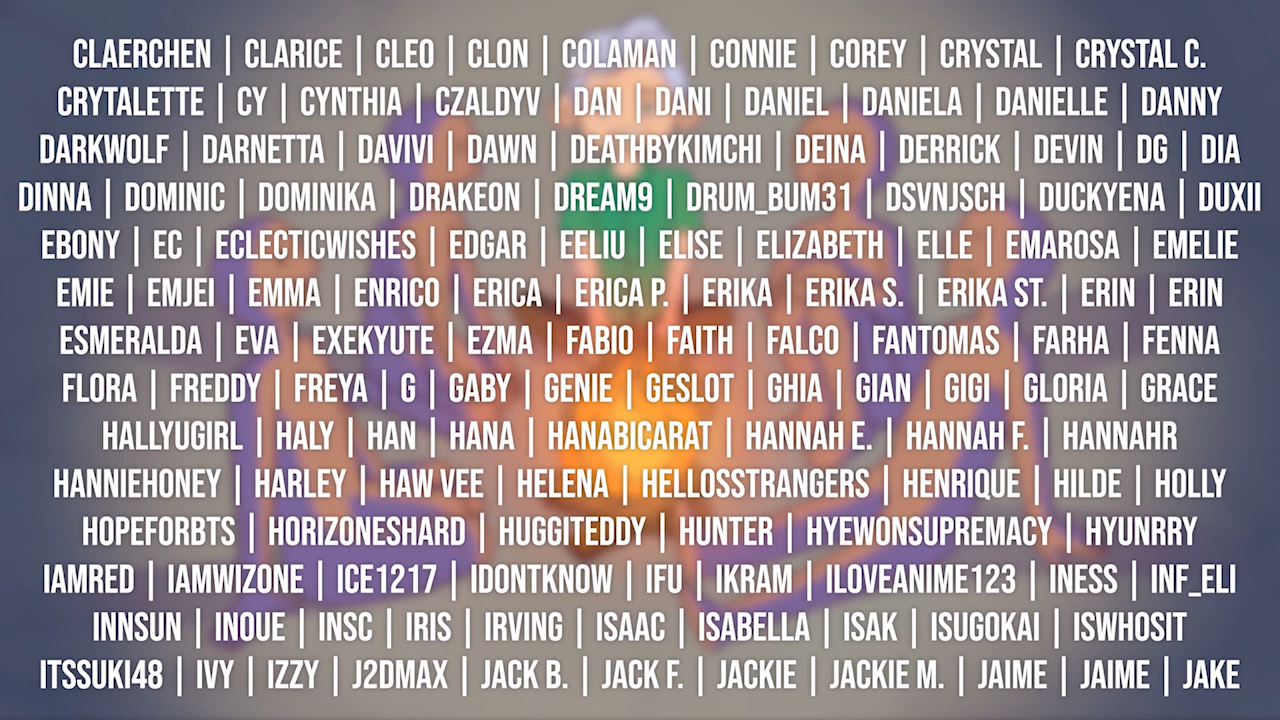 CLAERCHEN | CLARICE | CLEO | CLON | COLAMAN | CONNIE | COREY | CRYSTAL | CRYSTAL C.
CRYTALETTE | CY | CYNTHIA | CZALDYV | DAN | DANI | DANIEL | DANIELA | DANIELLE | DANNY
DARKWOLF | DARNETTA | DAVIVI | DAWN | DEATHBYKIMCHI | DEINA | DERRICK | DEVIN | DG | DIA
DINNA | DOMINIC | DOMINIKA | DRAKEON | DREAM9 | DRUM_BUM31 | DSVNJSCH | DUCKYENA | DUXII
EBONY | EC | ECLECTICWISHES | EDGAR | EELIU | ELISE | ELIZABETH | ELLE | EMAROSA | EMELIE
EMIE | EMJEI | EMMA | ENRICO | ERICA | ERICA P. | ERIKA | ERIKA S. | ERIKA ST. | ERIN | ERIN
ESMERALDA | EVA | EXEKYUTE | EZMA | FABIO | FAITH | FALCO | FANTOMAS | FARHA | FENNA
FLORA | FREDDY | FREYA | G | GABY | GENIE | GESLOT | GHIA | GIAN | GIGI | GLORIA | GRACE
HALLYUGIRL | HALY | HAN | HANA | HANABICARAT | HANNAH E. | HANNAH F. | HANNAHR
HANNIEHONEY | HARLEY | HAW VEE | HELENA | HELLOSSTRANGERS | HENRIQUE | HILDE | HOLLY
HOPEFORBTS | HORIZONESHARD | HUGGITEDDY | HUNTER | HYEWONSUPREMACY | HYUNRRY
IAMRED | IAMWIZONE | ICE1217 | IDONTKNOW | IFU | IKRAM | ILOVEANIME123 | INESS | INF_ELI
INNSUN | INOUE | INSC | IRIS | IRVING | ISAAC | ISABELLA | ISAK | ISUGOKAI | ISWHOSIT
ITSSUKI48 | IVY | IZZY | J2DMAX | JACK B. | JACK F. | JACKIE | JACKIE M. | JAIME | JAIME | JAKE